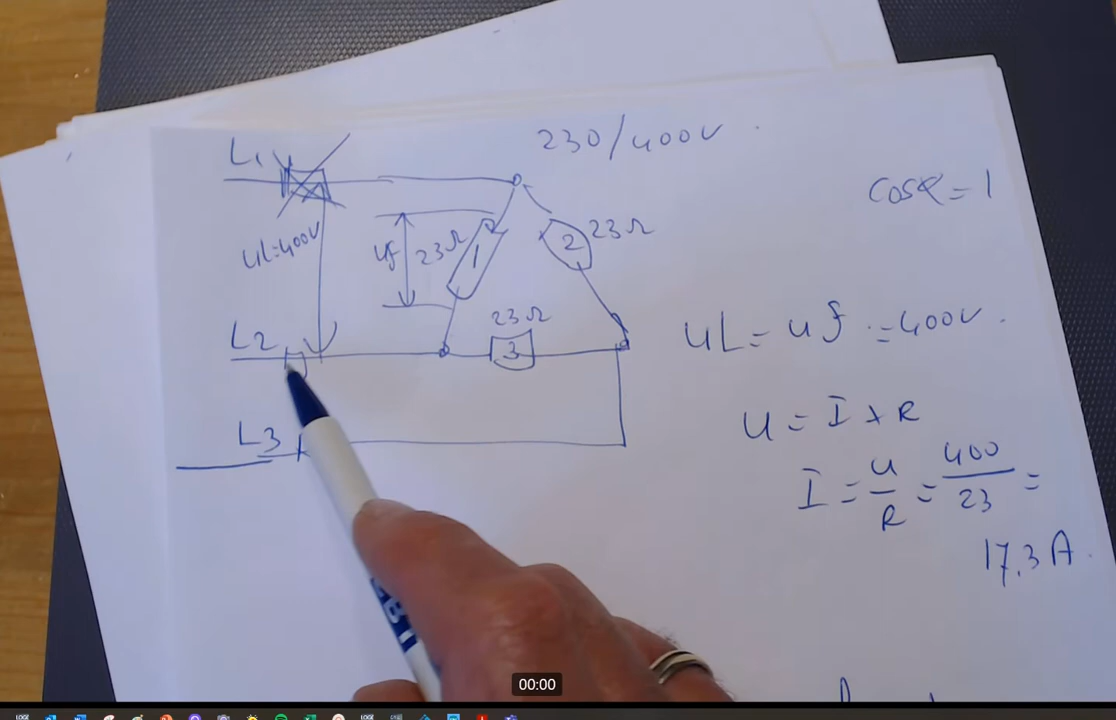 230/400V
L1
cosφ=1
UL=400V
Uf
23Ω
1
2
23Ω
L2
23Ω
3
UL = Uf = 400V.
L3
U = I x R
I = U/R = 400/23 =
17.3 A
00:00